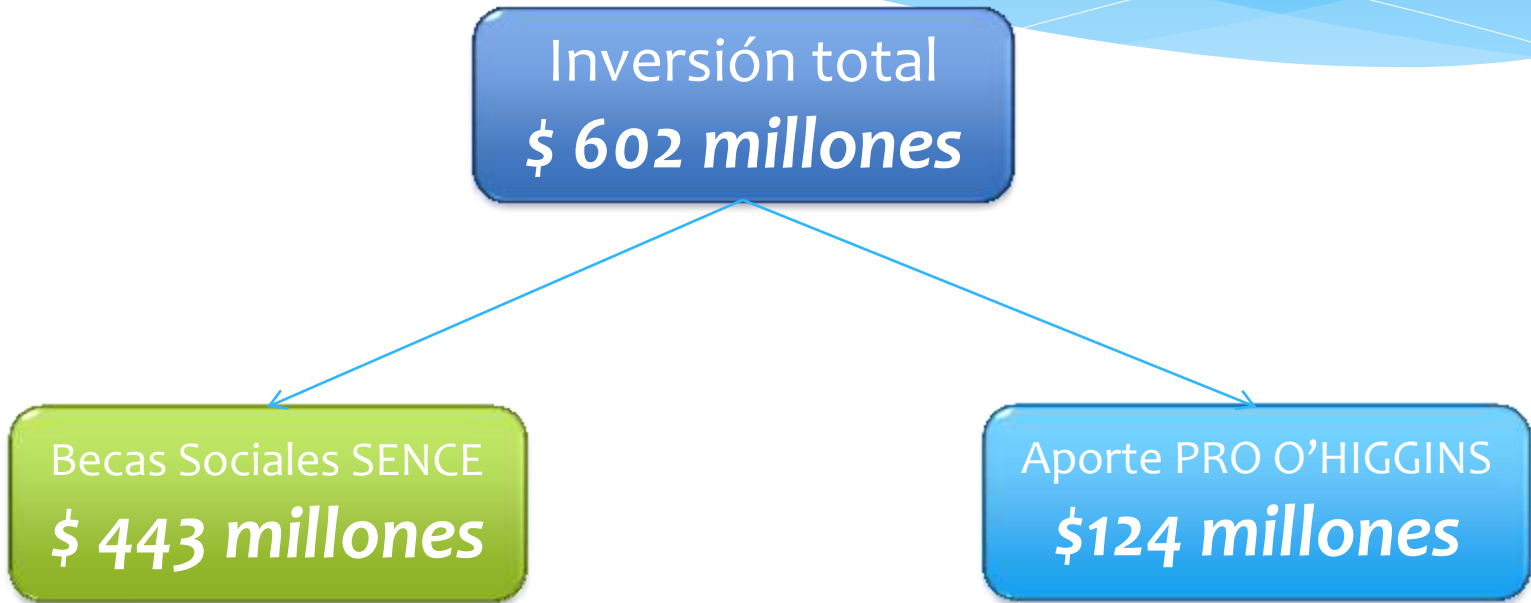 Inversión total
$ 602 millones
Becas Sociales SENCE
$ 443 millones
Aporte PRO O’HIGGINS
$124 millones